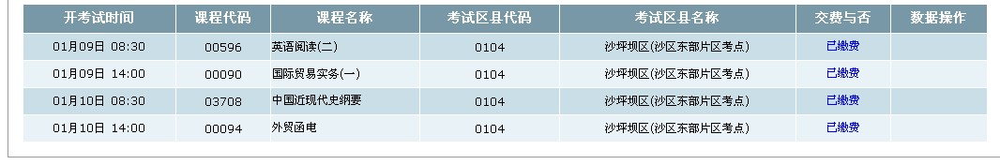 开考试时间 课程代码 课程名称 考试区县代码 考试区县名称 交费与否 数据操作
01月09日 08:30 00596 英语阅读(二) 0104 沙坪坝区(沙区东部片区考点) 已缴费
01月09日 14:00 00090 国际贸易实务(一) 0104 沙坪坝区(沙区东部片区考点) 已缴费
01月10日 08:30 03708 中国近现代史纲要 0104 沙坪坝区(沙区东部片区考点) 已缴费
01月10日 14:00 00094 外贸函电 0104 沙坪坝区(沙区东部片区考点) 已缴费